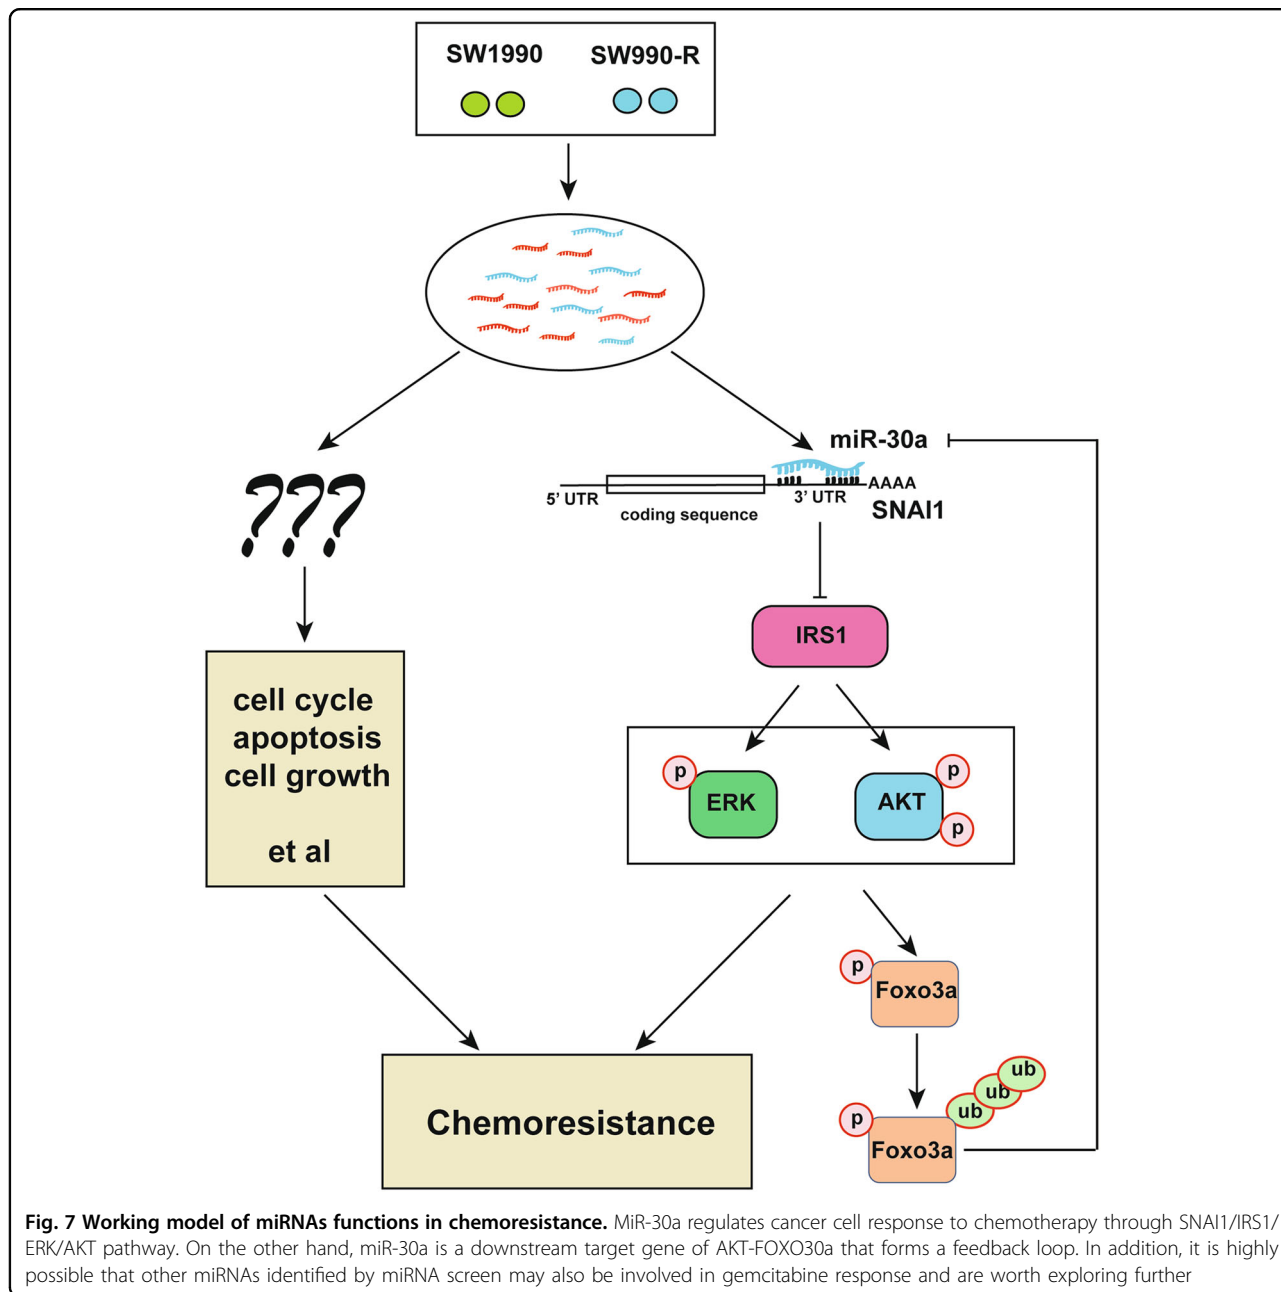 SW1990 SW990-R
miR-30a
5' UTR
coding sequence
3' UTR
AAAA
SNAI1
???
IRS1
cell cycle
apoptosis
cell growth
et al
p
ERK
AKT
p
p
p
Foxo3a
ub
ub
ub
p
Foxo3a
Chemoresistance
Fig. 7 Working model of miRNAs functions in chemoresistance. MiR-30a regulates cancer cell response to chemotherapy through SNAI1/IRS1/
ERK/AKT pathway. On the other hand, miR-30a is a downstream target gene of AKT-FOXO30a that forms a feedback loop. In addition, it is highly
possible that other miRNAs identified by miRNA screen may also be involved in gemcitabine response and are worth exploring further